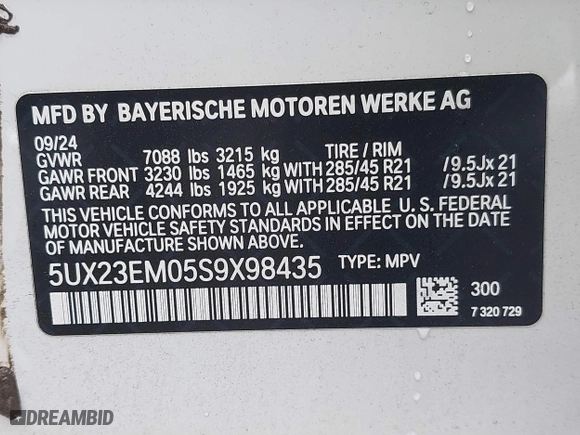 MFD BY BAYERISCHE MOTOREN WERKE AG
09/24
GVWR 7088 lbs 3215 kg TIRE / RIM
GAWR FRONT 3230 lbs 1465 kg WITH 285/45 R21 /9.5Jx 21
GAWR REAR 4244 lbs 1925 kg WITH 285/45 R21 /9.5Jx 21
THIS VEHICLE CONFORMS TO ALL APPLICABLE U. S. FEDERAL
MOTOR VEHICLE SAFETY STANDARDS IN EFFECT ON THE DATE
OF MANUFACTURE SHOWN ABOVE.
5UX23EM05S9X98435 TYPE: MPV
300
7 320 729
DREAMBID